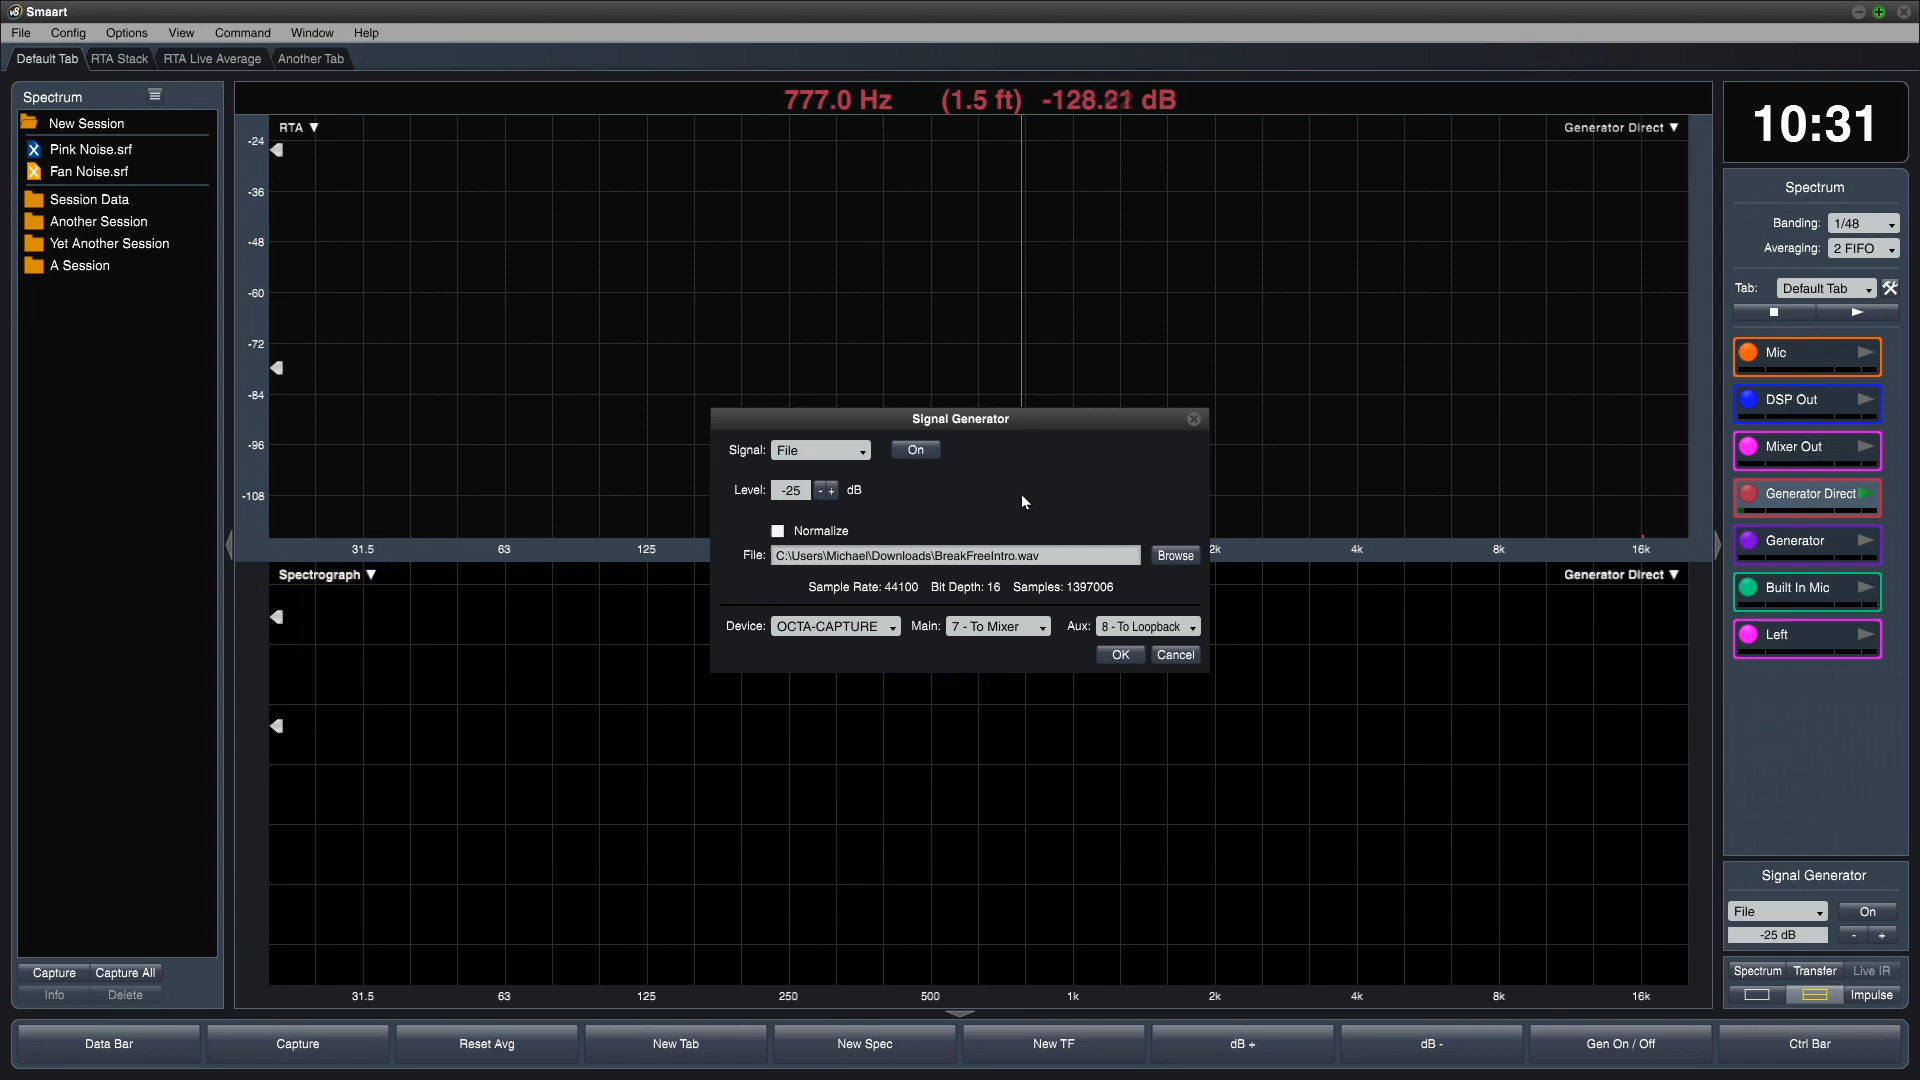 Smaart
File Config Options View Command Window Help
Default Tab RTA Stack RTA Live Average Another Tab
Spectrum
New Session
Pink Noise.srf
Fan Noise.srf
Session Data
Another Session
Yet Another Session
A Session
Capture Capture All
Info Delete
777.0 Hz (1.5 ft) dB
RTA ▼ Generator Direct ▼
-24
-36
-48
-60
-72
-84
-96
-108
31.5 63 125 2k 4k 8k 16k
Signal Generator
Signal: File On
Level: -25 - + dB
Normalize
File: C:\Users\Michael\Downloads\BreakFreeIntro.wav Browse
Sample Rate: 44100 Bit Depth: 16 Samples: 1397006
Device: OCTA-CAPTURE Main: 7 - To Mixer Aux: 8 - To Loopback
OK Cancel
Spectrograph ▼ Generator Direct ▼
31.5 63 125 250 500 1k 2k 4k 8k 16k
10:31
Spectrum
Banding: 1/48
Averaging: 2 FIFO
Tab: Default Tab
Mic
DSP Out
Mixer Out
Generator Direct
Generator
Built In Mic
Left
Signal Generator
File On
-25 dB - +
Spectrum Transfer Live IR
Impulse
Data Bar Capture Reset Avg New Tab New Spec New TF dB + dB - Gen On / Off Ctrl Bar